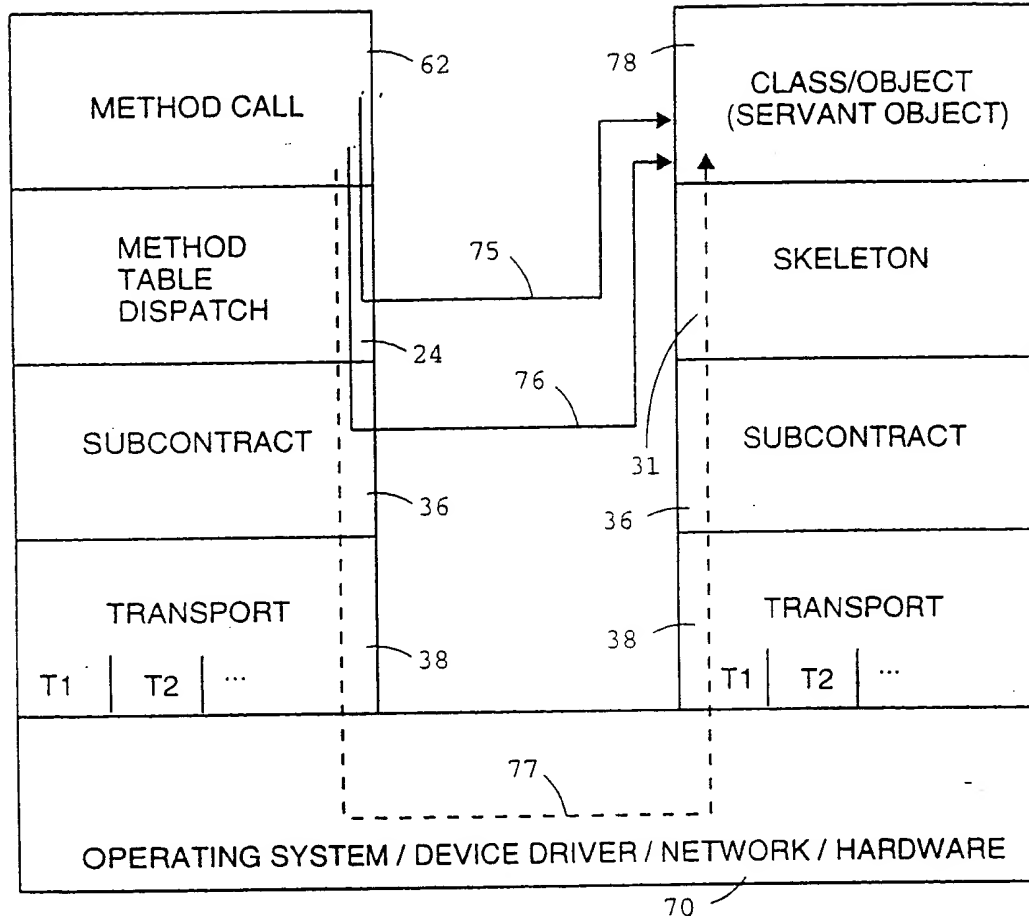 62
METHOD CALL
78
CLASS/OBJECT
(SERVANT OBJECT)
METHOD
TABLE
DISPATCH
75
SKELETON
24
76
31
SUBCONTRACT
36
SUBCONTRACT
36
TRANSPORT
38
T1 T2 ...
TRANSPORT
38
T1 T2 ...
77
OPERATING SYSTEM / DEVICE DRIVER / NETWORK / HARDWARE
70